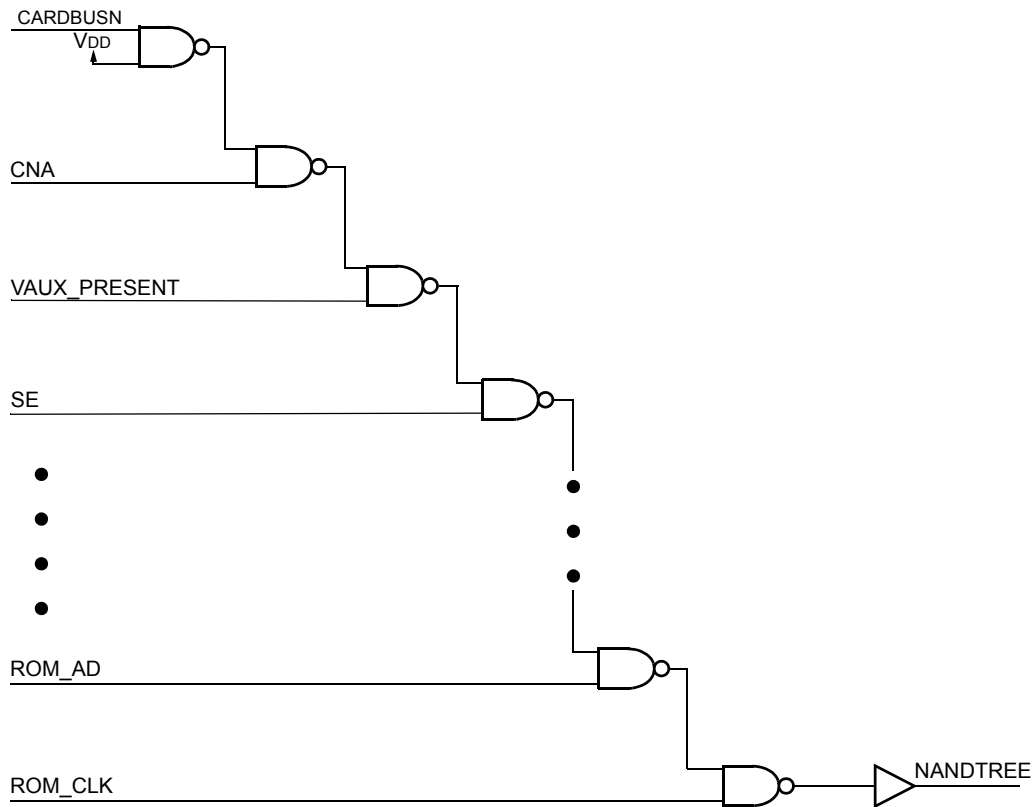 CARDBUSN
VDD
CNA
VAUX_PRESENT
SE
ROM_AD
ROM_CLK
NANDTREE